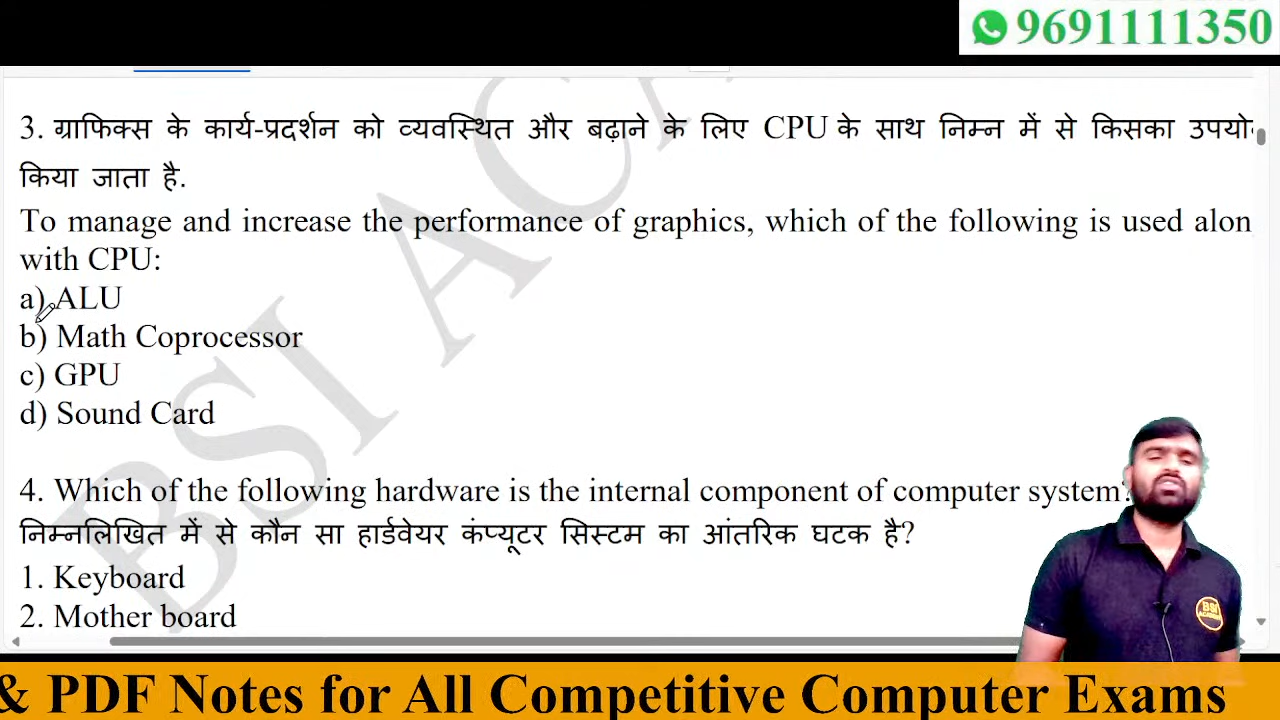 9691111350
3. ग्राफिक्स के कार्य-प्रदर्शन को व्यवस्थित और बढ़ाने के लिए CPU के साथ निम्न में से किसका
किया जाता है.
To manage and increase the performance of graphics, which of the following is used
with CPU:
a) ALU
b) Math Coprocessor
c) GPU
d) Sound Card
4. Which of the following hardware is the internal component of computer system?
निम्नलिखित में से कौन सा हार्डवेयर कंप्यूटर सिस्टम का आंतरिक घटक है?
1. Keyboard
2. Mother board
BSI ACA
BSI
& PDF Notes for All Competitive Computer Exams